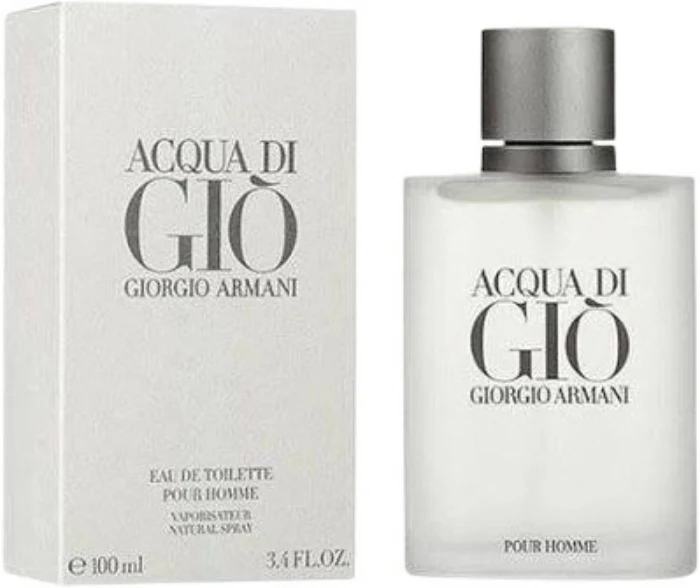 ACQUA DI
GIÒ
GIORGIO ARMANI
EAU DE TOILETTE
POUR HOMME
VAPORISATEUR
NATURAL SPRAY
e 100 ml 3.4 FL.OZ.
ACQUA DI
GIÒ
GIORGIO ARMANI
POUR HOMME